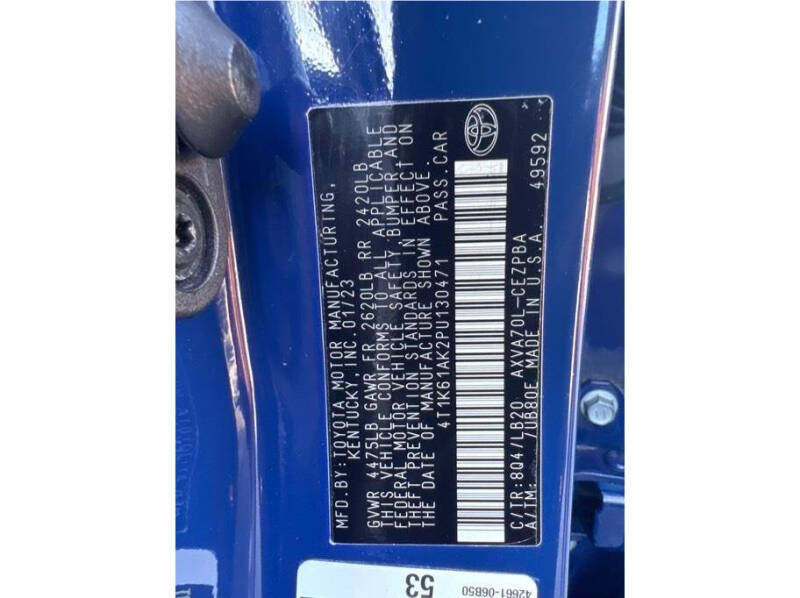 MFD.BY:TOYOTA MOTOR MANUFACTURING,
KENTUCKY, INC. 01/23
GVWR 4475LB GAWR FR 2620LB RR 2420LB
THIS VEHICLE CONFORMS TO ALL APPLICABLE
FEDERAL MOTOR VEHICLE SAFETY, BUMPER AND
THEFT PREVENTION STANDARDS IN EFFECT ON
THE DATE OF MANUFACTURE SHOWN ABOVE.
4T1K61AK2PU130471 PASS.CAR
C/TR:8Q4/LB20 AXVA70L-CEZPBA
A/TM: /UB80E MADE IN U.S.A. 49592
53
42661-06B50